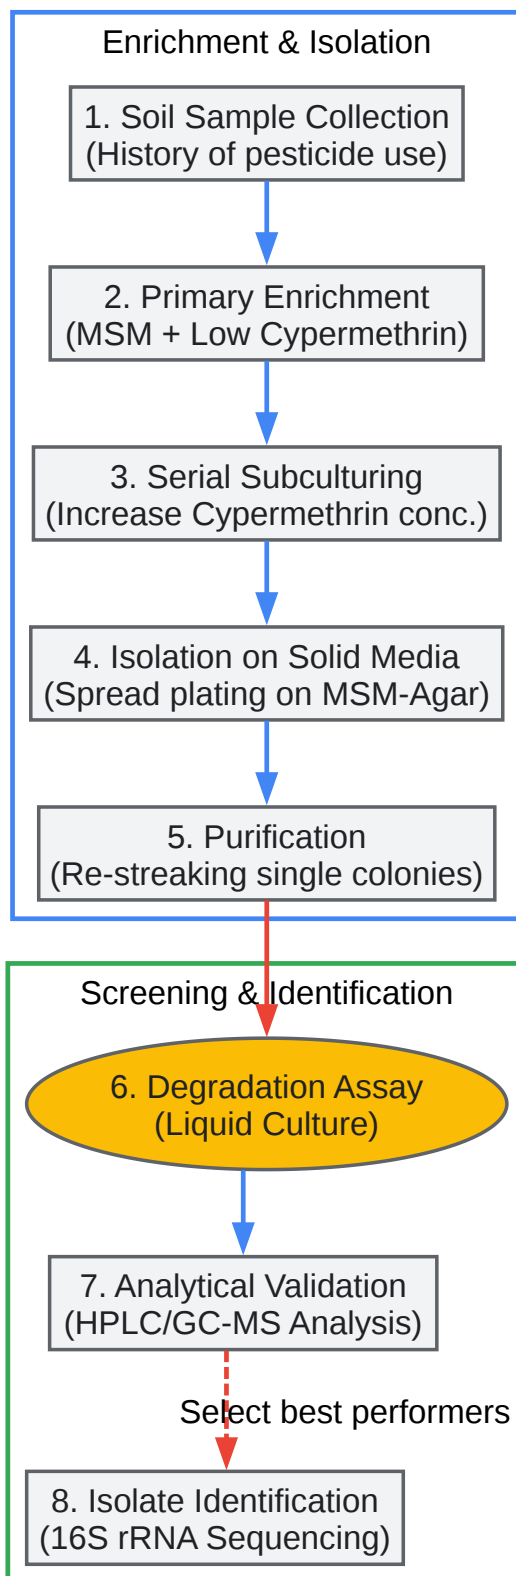 Enrichment & Isolation
1. Soil Sample Collection
(History of pesticide use)
2. Primary Enrichment
(MSM + Low Cypermethrin)
3. Serial Subculturing
(Increase Cypermethrin conc.)
4. Isolation on Solid Media
(Spread plating on MSM-Agar)
5. Purification
(Re-streaking single colonies)
Screening & Identification
6. Degradation Assay
(Liquid Culture)
7. Analytical Validation
(HPLC/GC-MS Analysis)
Select best performers
8. Isolate Identification
(16S rRNA Sequencing)